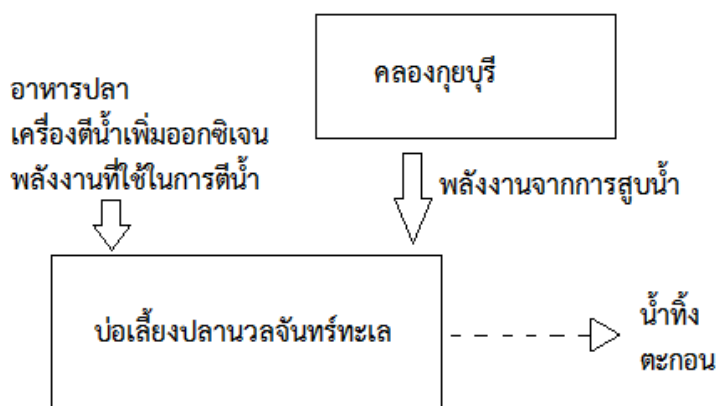 คลองกุยบุรี
อาหารปลา
เครื่องตีน้ำเพิ่มออกซิเจน
พลังงานที่ใช้ในการตีน้ำ
พลังงานจากการสูบน้ำ
บ่อเลี้ยงปลานวลจันทร์ทะเล
น้ำทิ้ง
ตะกอน